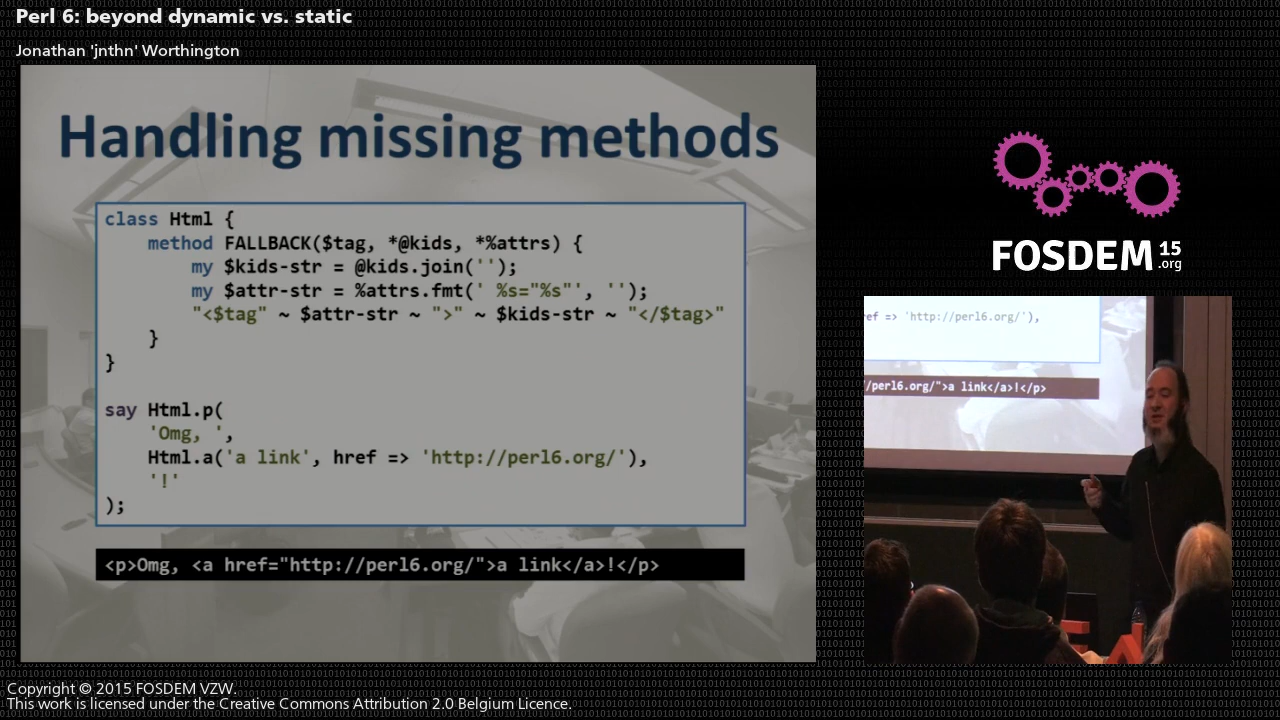 Perl 6: beyond dynamic vs. static
Jonathan 'jnthn' Worthington
Handling missing methods
class Html {
    method FALLBACK($tag, *@kids, *%attrs) {
        my $kids-str = @kids.join('');
        my $attr-str = %attrs.fmt(' %s="%s"', '');
        "<$tag" ~ $attr-str ~ ">" ~ $kids-str ~ "</$tag>"
    }
}
say Html.p(
    'Omg, ',
    Html.a('a link', href => 'http://perl6.org/'),
    '!'
);
<p>Omg, <a href="http://perl6.org/">a link</a>!</p>
FOSDEM 15
.org
ef => 'http://perl6.org/'),
/perl6.org/">a link</a>!</p>
Copyright © 2015 FOSDEM VZW.
This work is licensed under the Creative Commons Attribution 2.0 Belgium Licence.